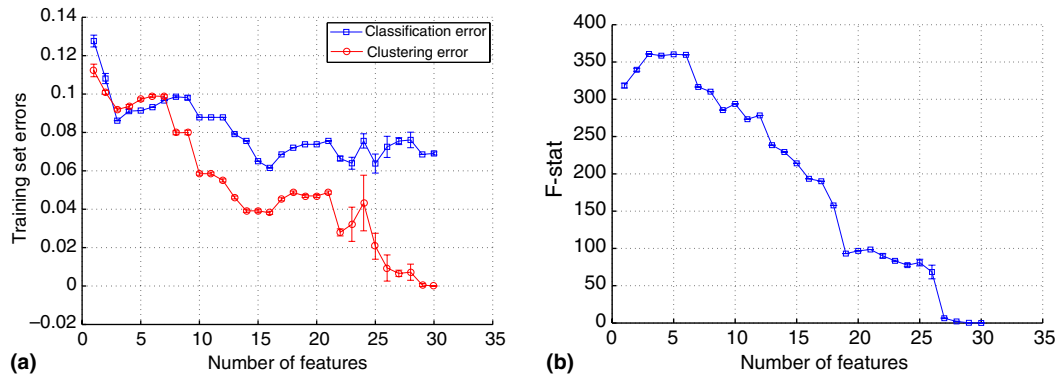 0.14
0.12
0.1
0.08
0.06
0.04
0.02
0
–0.02
Training set errors
Classification error
Clustering error
0 5 10 15 20 25 30 35
Number of features
(a)
400
350
300
250
200
150
100
50
0
F-stat
0 5 10 15 20 25 30 35
Number of features
(b)